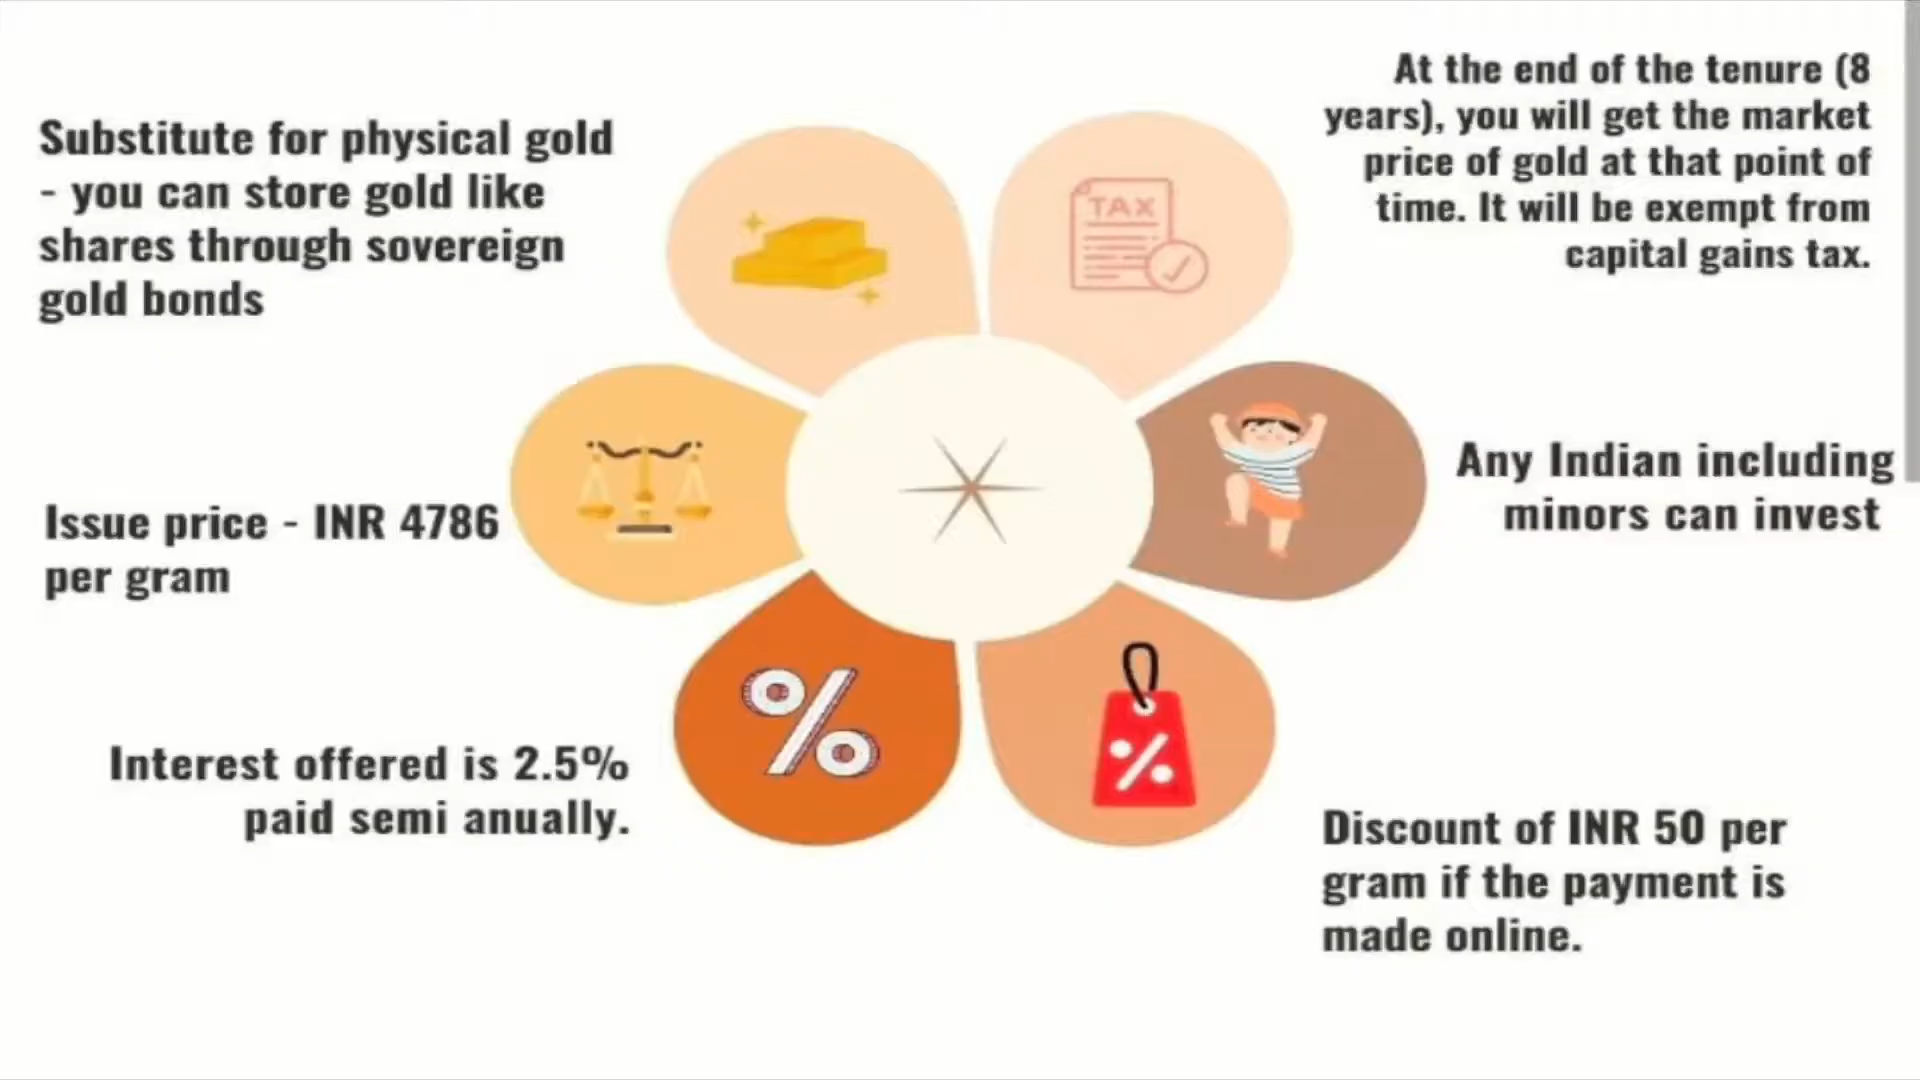 Substitute for physical gold
- you can store gold like
shares through sovereign
gold bonds
At the end of the tenure (8
years), you will get the market
price of gold at that point of
time. It will be exempt from
capital gains tax.
TAX
Issue price - INR 4786
per gram
Any Indian including
minors can invest
%
%
Interest offered is 2.5%
paid semi anually.
Discount of INR 50 per
gram if the payment is
made online.